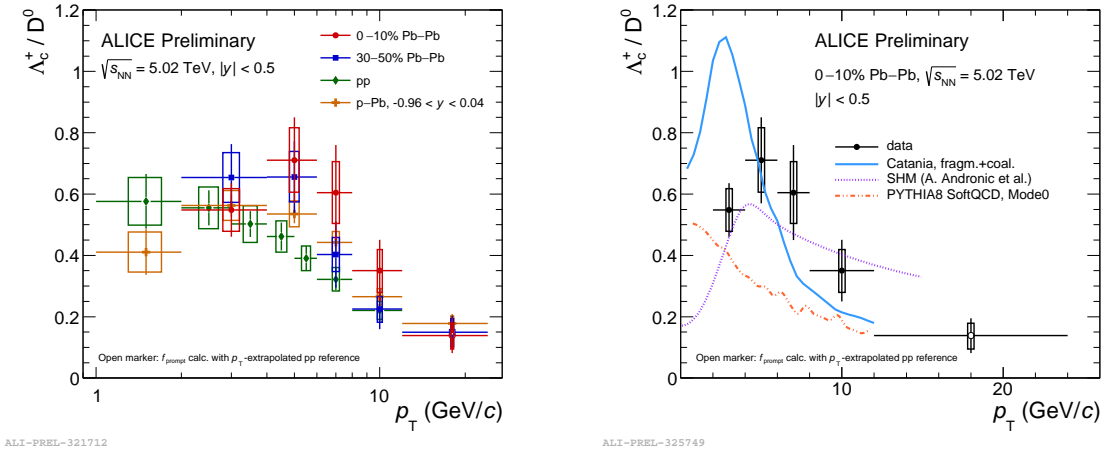 Λc+ / D0
1.2
1
0.8
0.6
0.4
0.2
0
ALICE Preliminary
√sNN = 5.02 TeV, |y| < 0.5
0−10% Pb−Pb
30−50% Pb−Pb
pp
p−Pb, -0.96 < y < 0.04
Open marker: fprompt calc. with pT-extrapolated pp reference
1
10
pT (GeV/c)
ALI-PREL-321712
Λc+ / D0
1.2
1
0.8
0.6
0.4
0.2
0
ALICE Preliminary
0−10% Pb−Pb, √sNN = 5.02 TeV
|y| < 0.5
data
Catania, fragm.+coal.
SHM (A. Andronic et al.)
PYTHIA8 SoftQCD, Mode0
Open marker: fprompt calc. with pT-extrapolated pp reference
10
20
pT (GeV/c)
ALI-PREL-325749